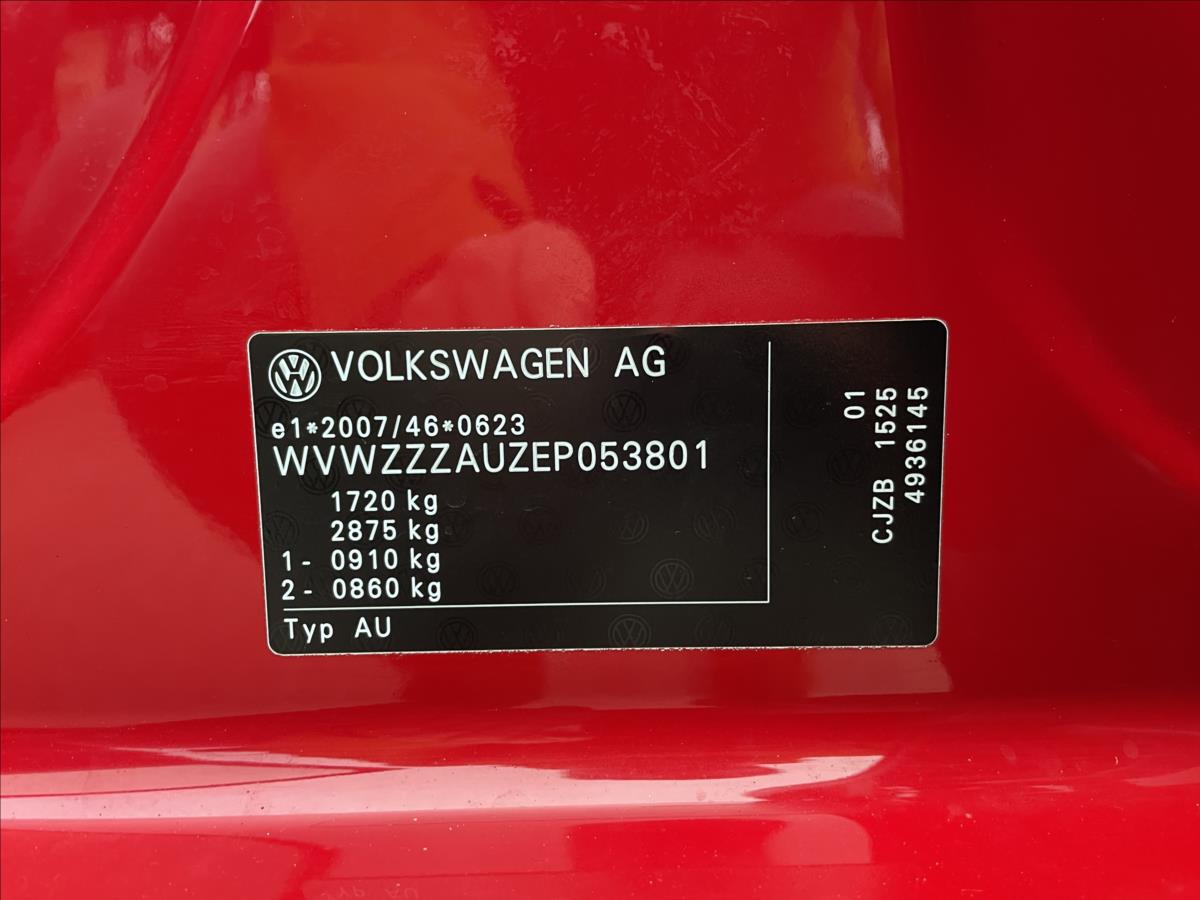 VOLKSWAGEN AG
e1*2007/46*0623
WVWZZZAUZEP053801
1720 kg
2875 kg
1- 0910 kg
2- 0860 kg
Typ AU
01
CJZB 1525
4936145